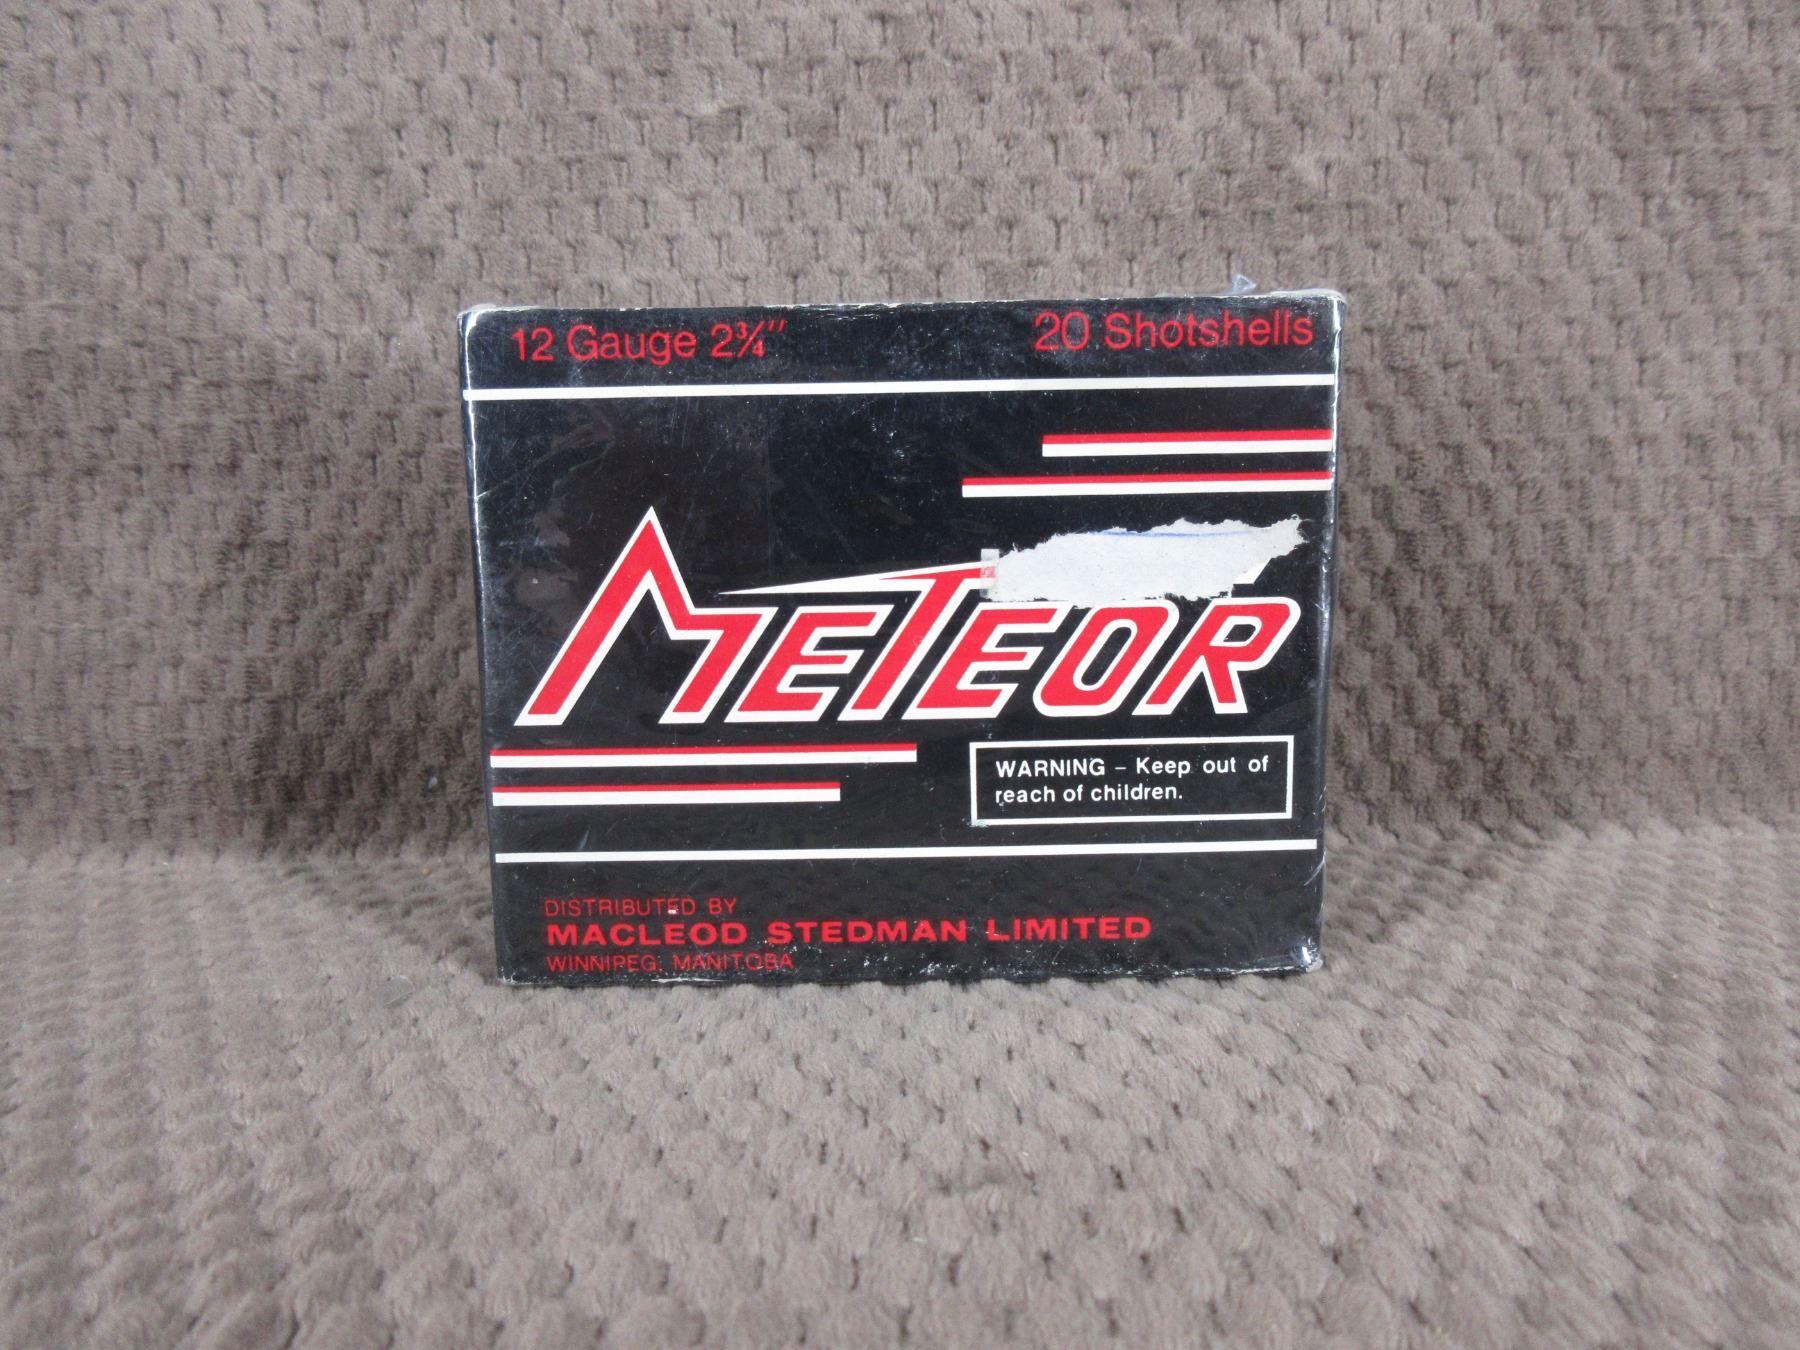 12 Gauge 2¾" 20 Shotshells
METEOR
WARNING – Keep out of
reach of children.
DISTRIBUTED BY
MACLEOD STEDMAN LIMITED
WINNIPEG, MANITOBA